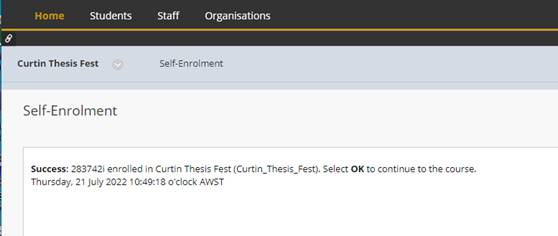 Home Students Staff Organisations
Curtin Thesis Fest Self-Enrolment
Self-Enrolment
Success: 283742i enrolled in Curtin Thesis Fest (Curtin_Thesis_Fest). Select OK to continue to the course.
Thursday, 21 July 2022 10:49:18 o'clock AWST